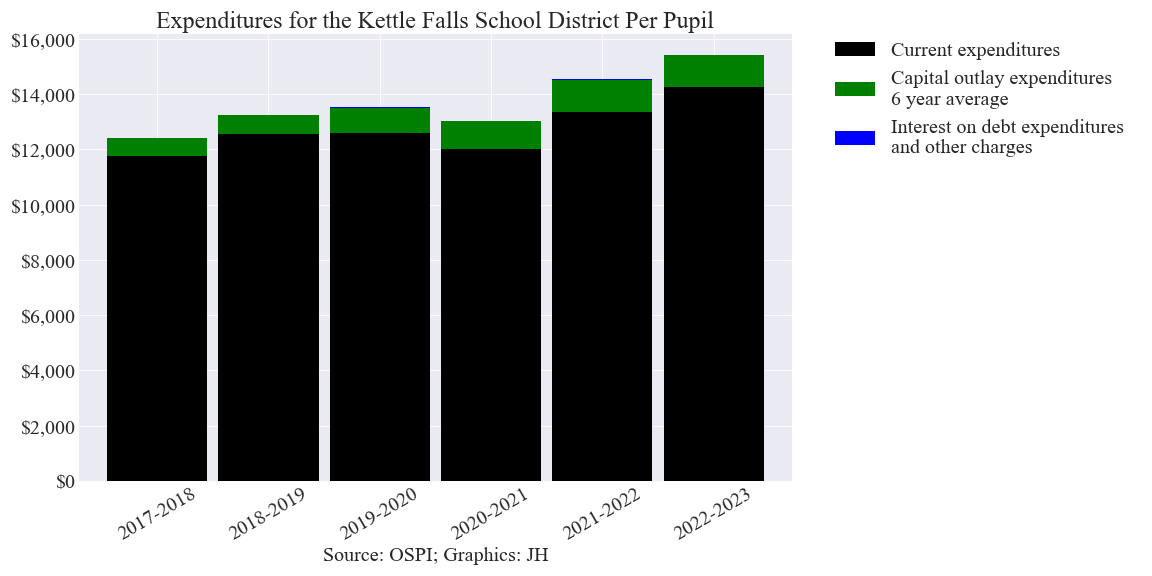 Expenditures for the Kettle Falls School District Per Pupil
$16,000
$14,000
$12,000
$10,000
$8,000
$6,000
$4,000
$2,000
$0
2017-2018
2018-2019
2019-2020
2020-2021
2021-2022
2022-2023
Source: OSPI; Graphics: JH
Current expenditures
Capital outlay expenditures
6 year average
Interest on debt expenditures
and other charges